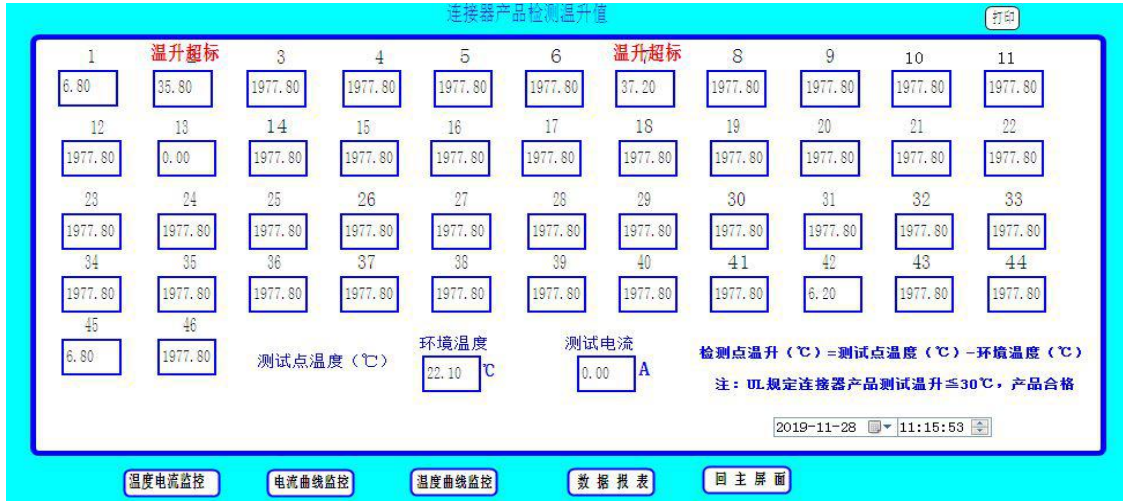 连接器产品检测温升值
打印
1 温升超标 3 4 5 6 温升超标 8 9 10 11
6.80 35.80 1977.80 1977.80 1977.80 1977.80 37.20 1977.80 1977.80 1977.80 1977.80
12 13 14 15 16 17 18 19 20 21 22
1977.80 0.00 1977.80 1977.80 1977.80 1977.80 1977.80 1977.80 1977.80 1977.80 1977.80
23 24 25 26 27 28 29 30 31 32 33
1977.80 1977.80 1977.80 1977.80 1977.80 1977.80 1977.80 1977.80 1977.80 1977.80 1977.80
34 35 36 37 38 39 40 41 42 43 44
1977.80 1977.80 1977.80 1977.80 1977.80 1977.80 1977.80 1977.80 6.20 1977.80 1977.80
45 46
6.80 1977.80
测试点温度（℃）
环境温度
22.10 ℃
测试电流
0.00 A
检测点温升（℃）=测试点温度（℃）-环境温度（℃）
注：UL规定连接器产品测试温升≦30℃，产品合格
2019-11-28 11:15:53
温度电流监控 电流曲线监控 温度曲线监控 数据报表 回主屏面